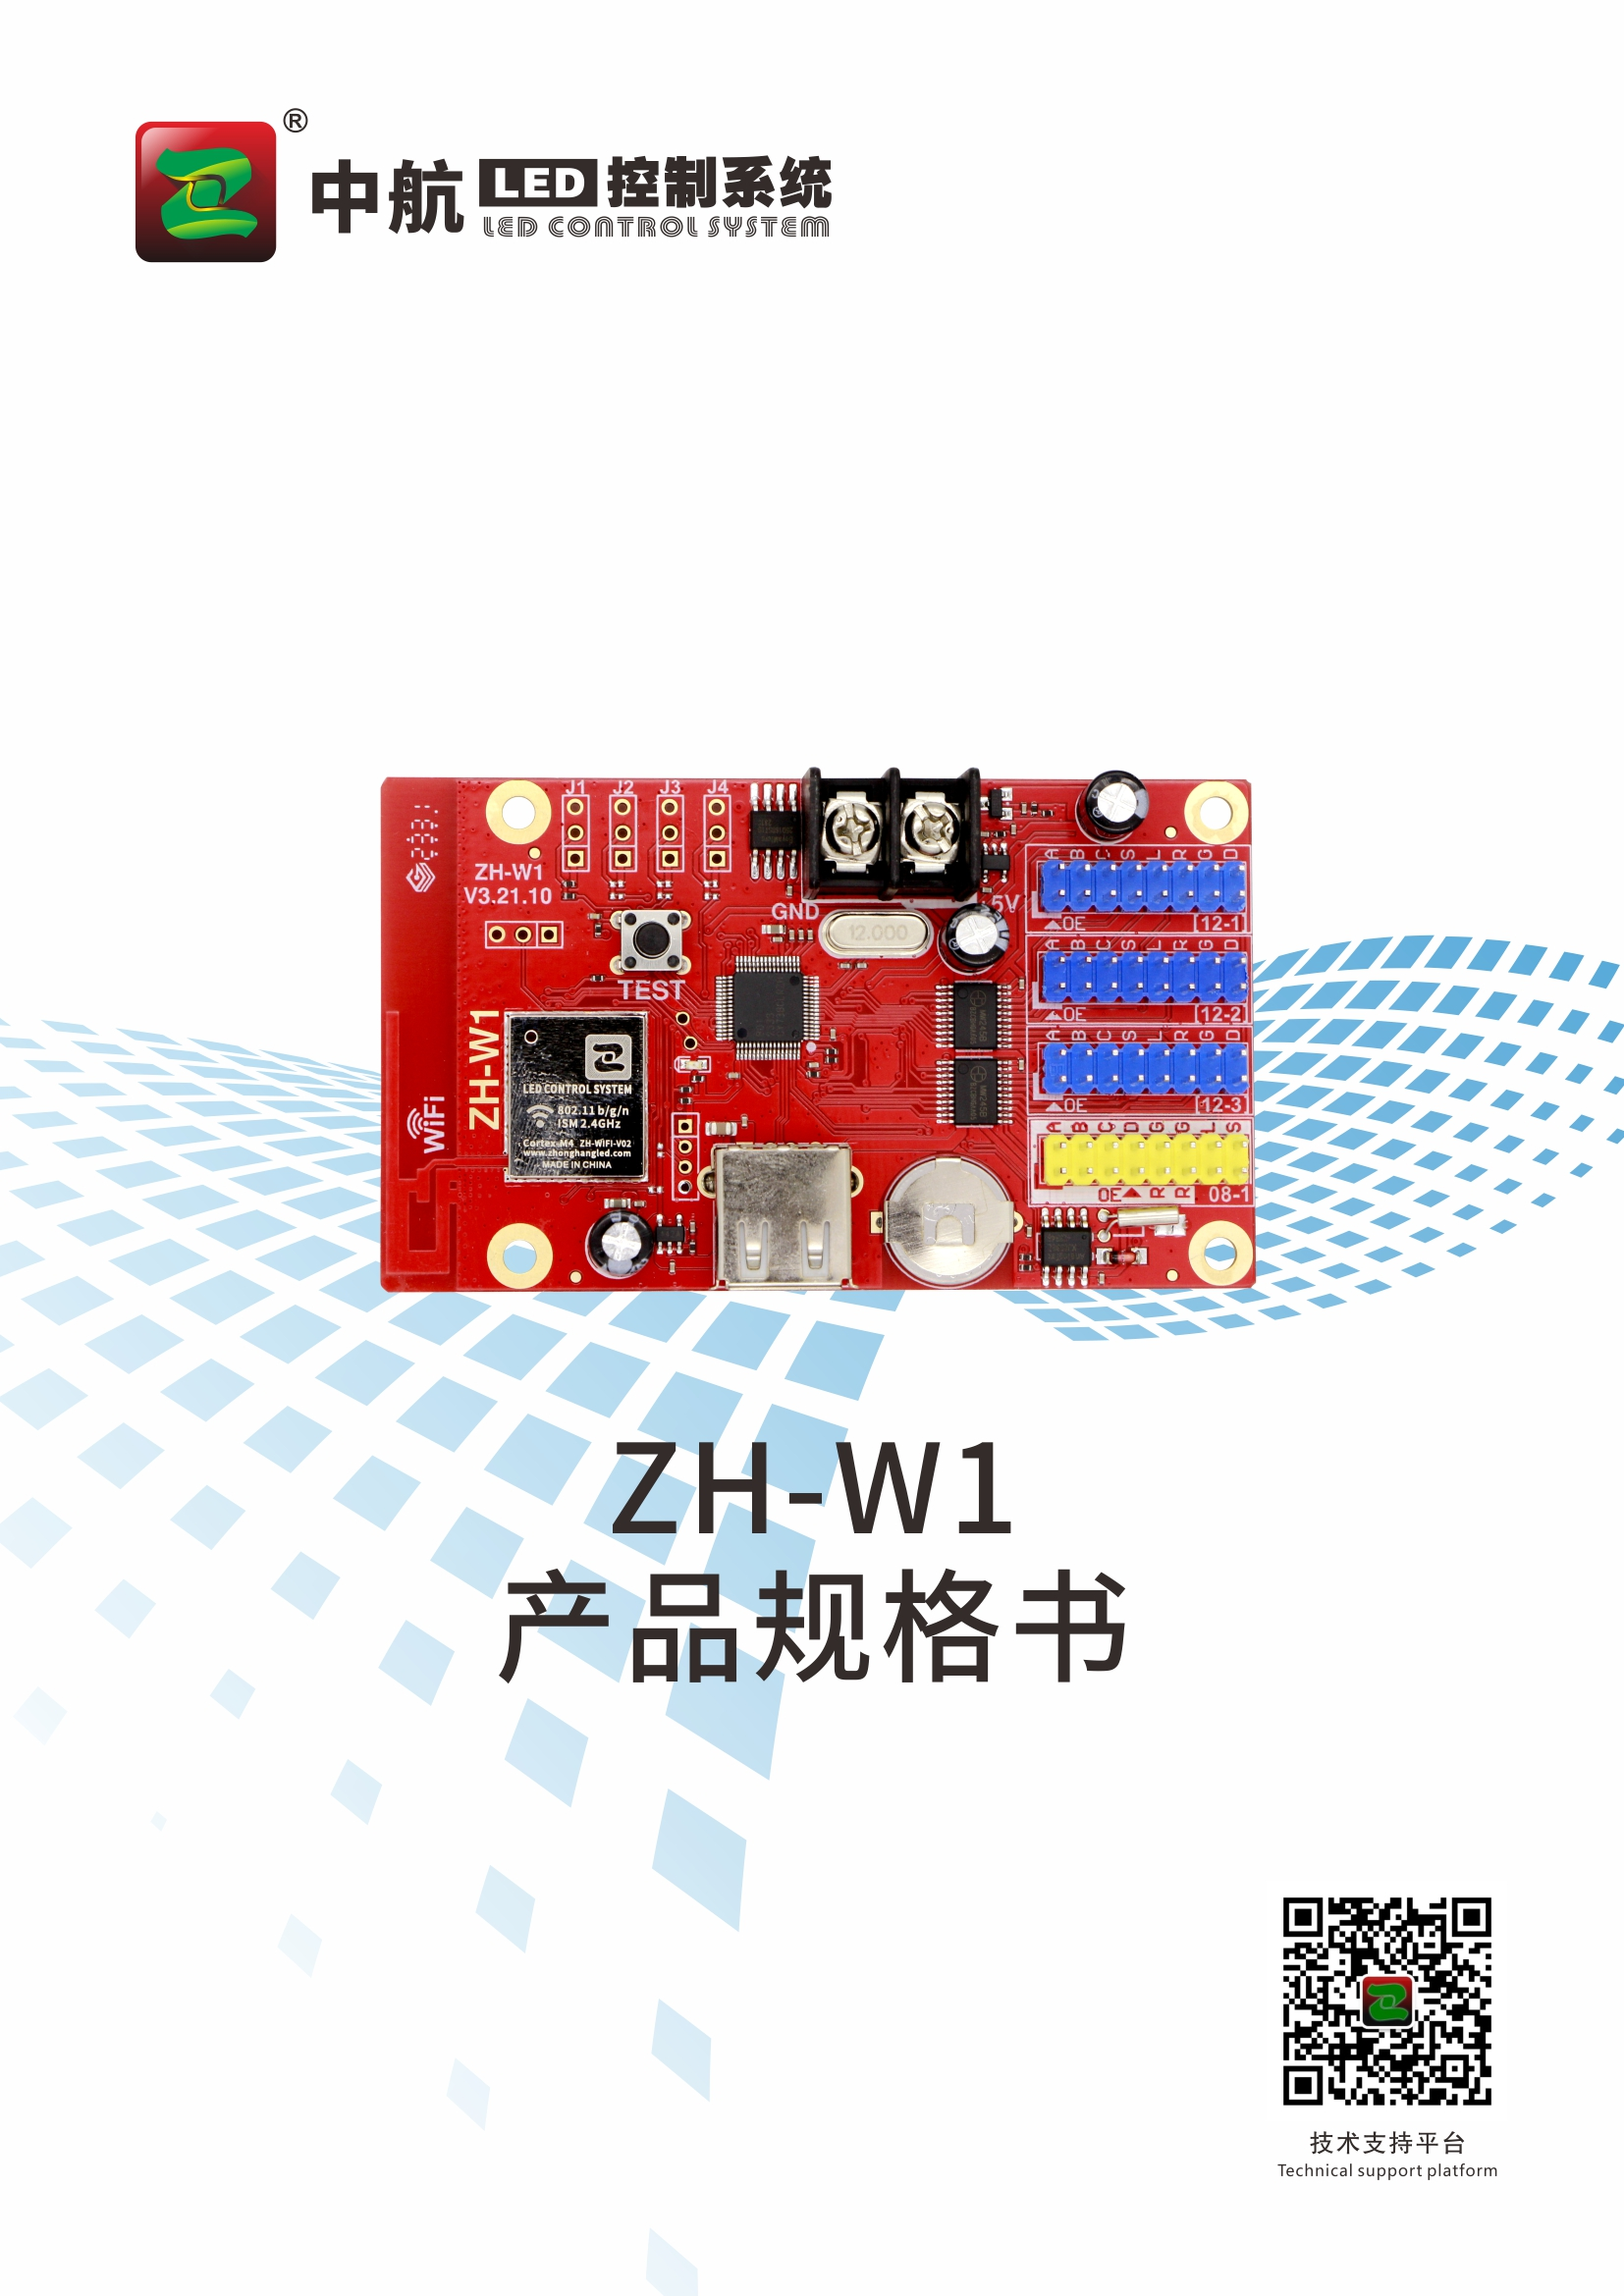 ®
中航 LED 控制系统
LED CONTROL SYSTEM
J1 J2 J3 J4
ZH-W1
V3.21.10
GND
5V
12.000
TEST
A B C S L R G D
OE [12-1]
A B C S L R G D
OE [12-2]
A B C S L R G D
OE [12-3]
A B C D G G L S
OE R R 08-1
ZH-W1
WiFi
LED CONTROL SYSTEM
802.11 b/g/n
ISM 2.4GHz
Cortex-M4 ZH-WIFI-V02
www.zhonghangled.com
MADE IN CHINA
ZH-W1
产品规格书
技术支持平台
Technical support platform